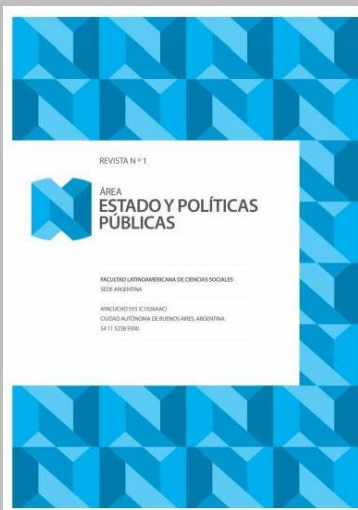 REVISTA Nº 1
ÁREA
ESTADO Y POLÍTICAS
PÚBLICAS
FACULTAD LATINOAMERICANA DE CIENCIAS SOCIALES
SEDE ARGENTINA
AYACUCHO 555 (C1026AAC)
CIUDAD AUTÓNOMA DE BUENOS AIRES, ARGENTINA.
54 11 5238 9300